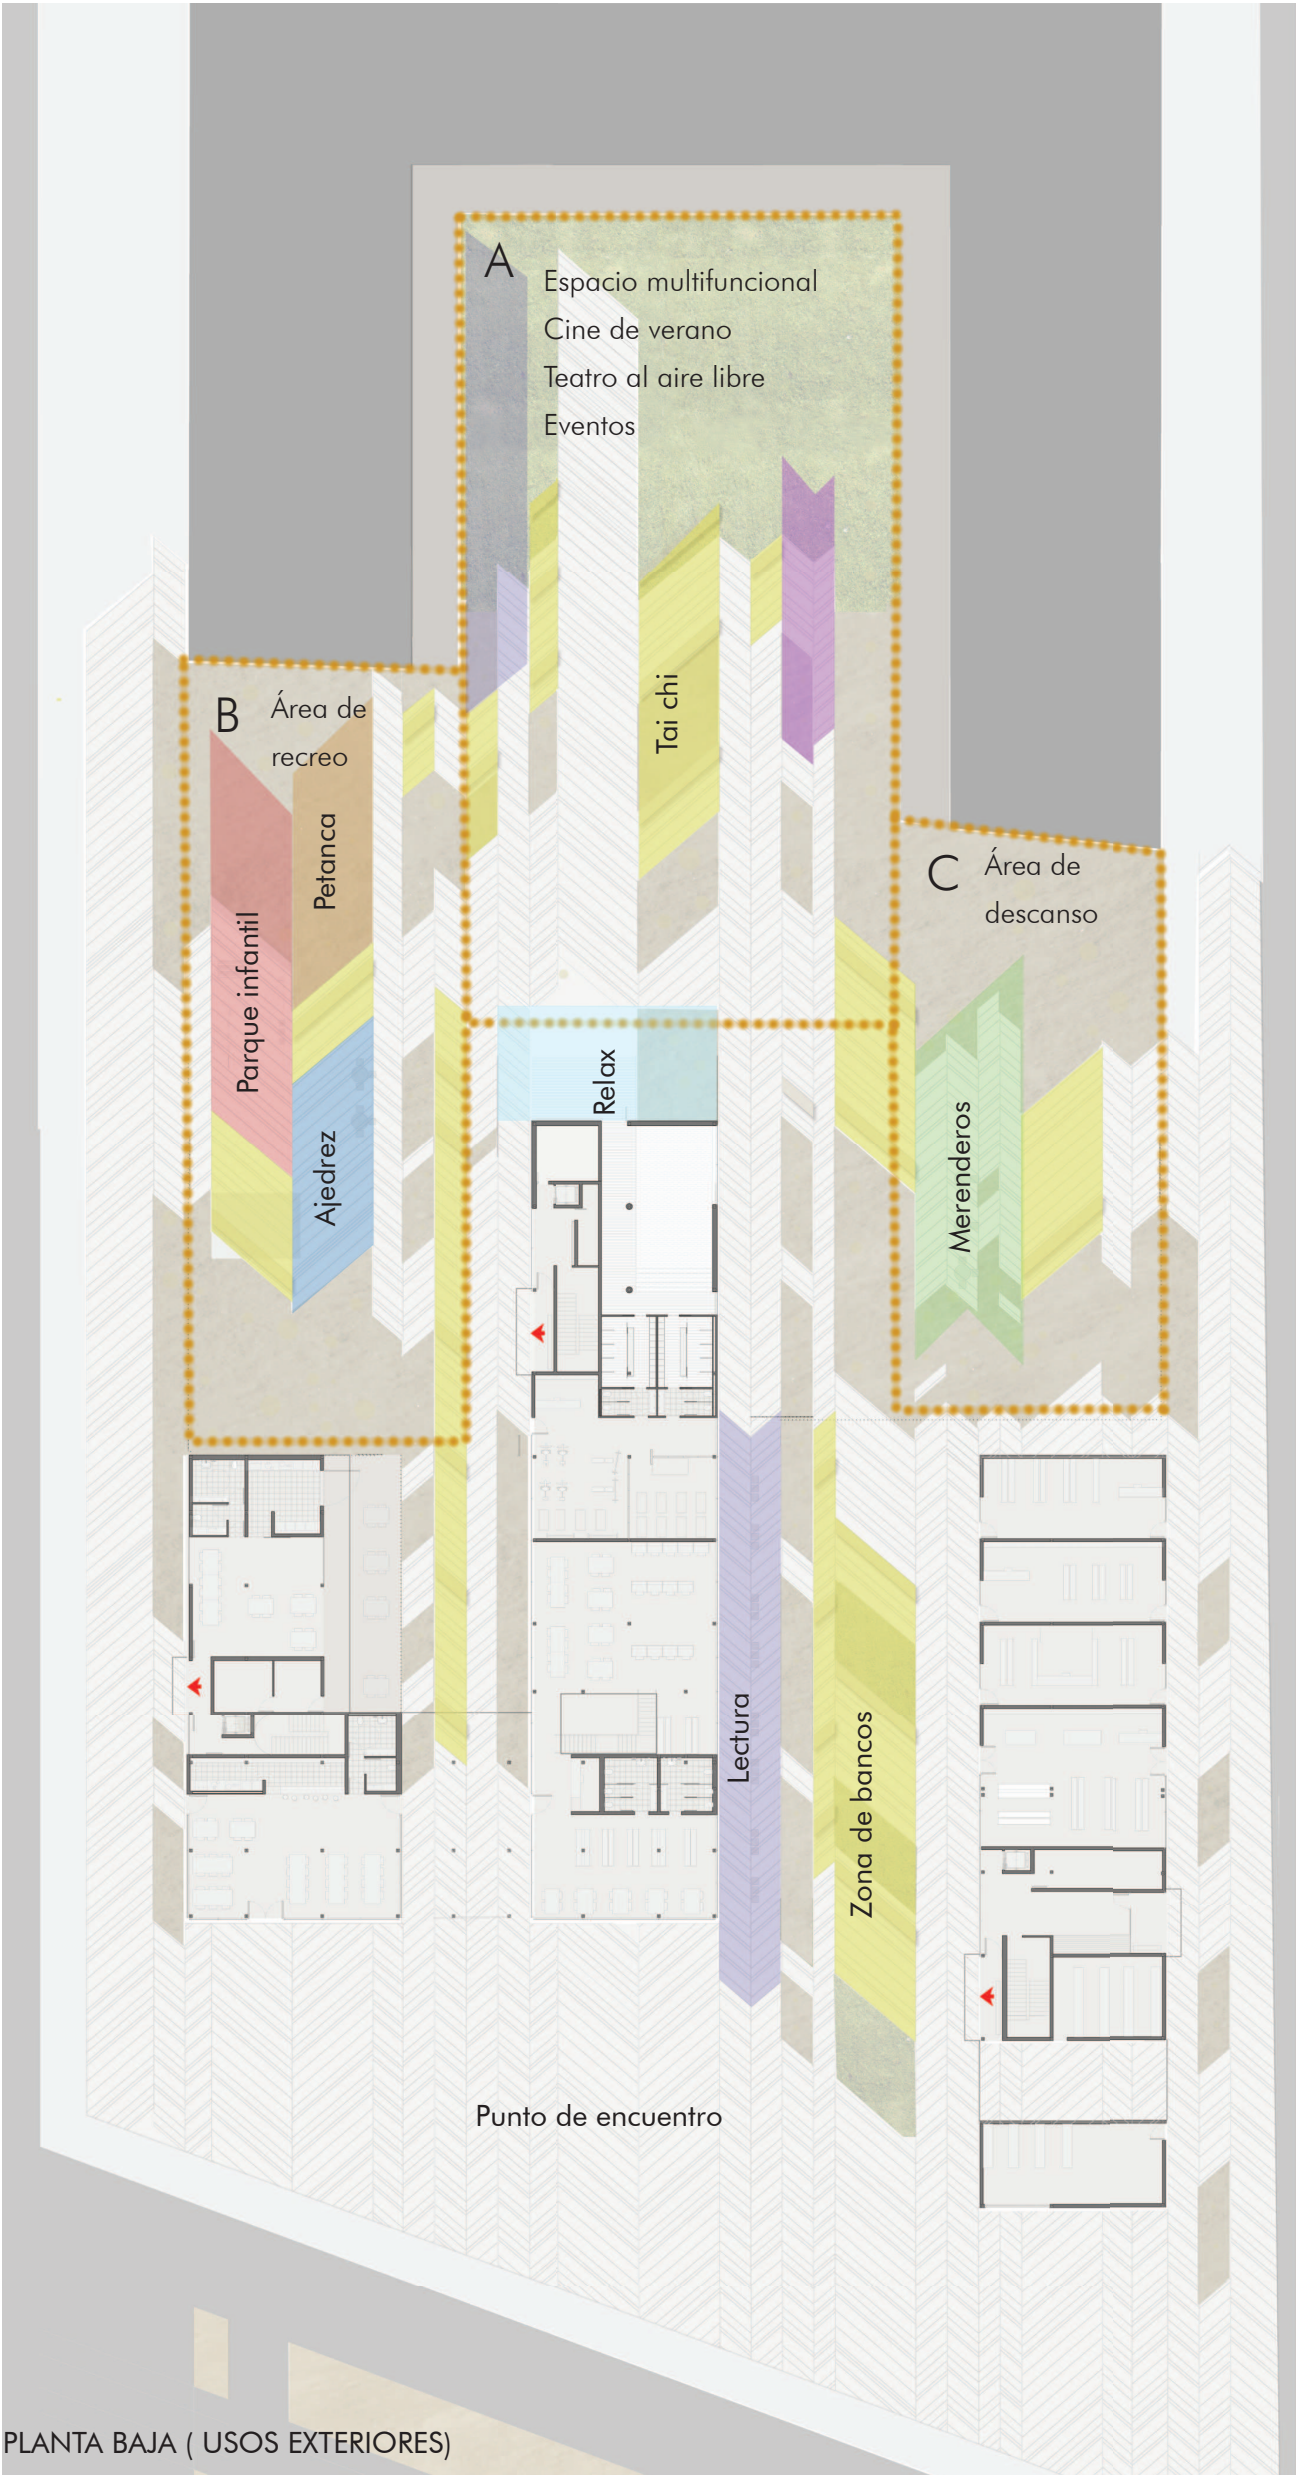 A
Espacio multifuncional
Cine de verano
Teatro al aire libre
Eventos
Tai chi
B
Área de
recreo
Petanca
Parque infantil
Ajedrez
C
Área de
descanso
Relax
Merenderos
Lectura
Zona de bancos
Punto de encuentro
PLANTA BAJA ( USOS EXTERIORES)